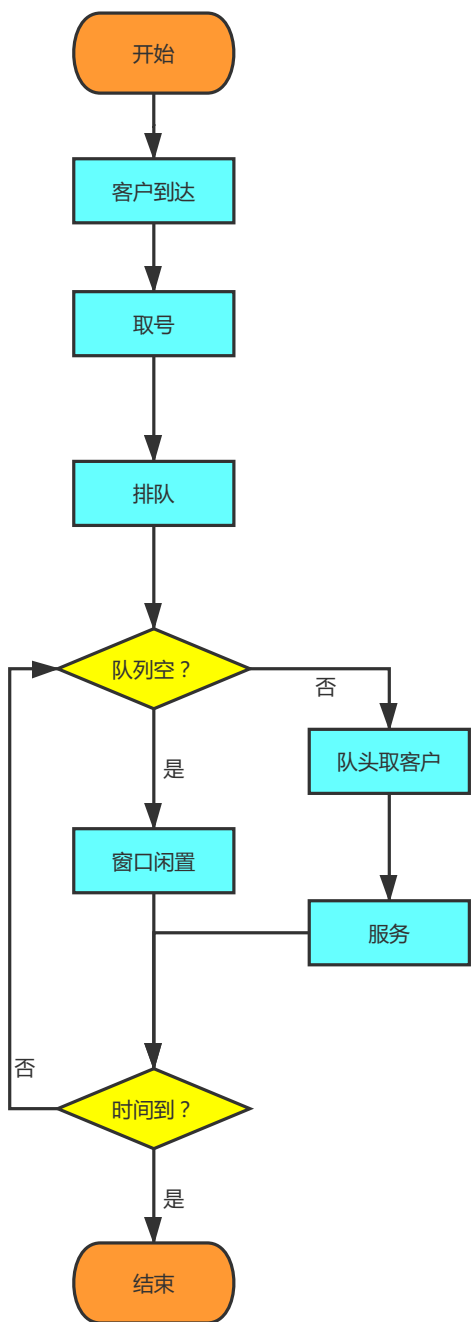 开始
客户到达
取号
排队
队列空？
否
队头取客户
是
窗口闲置
服务
否
时间到？
是
结束